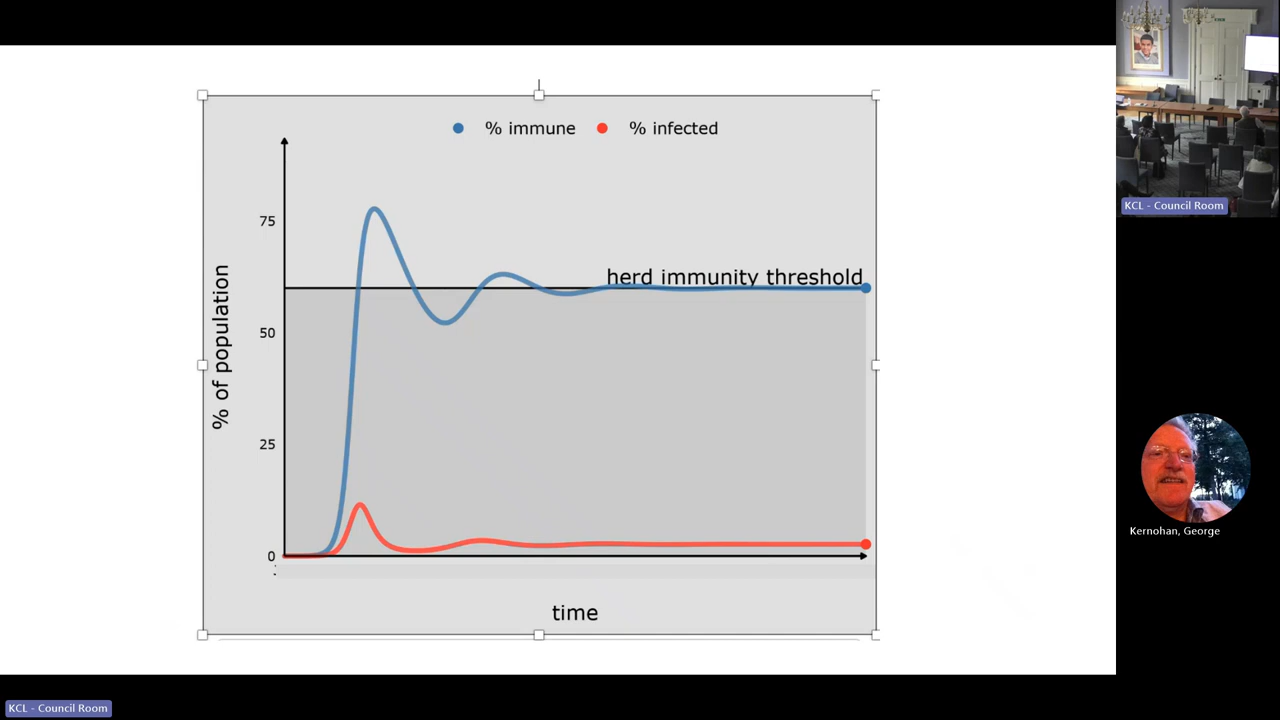 % immune % infected
75
50
25
0
% of population
herd immunity threshold
time
KCL - Council Room
Kernohan, George
KCL - Council Room